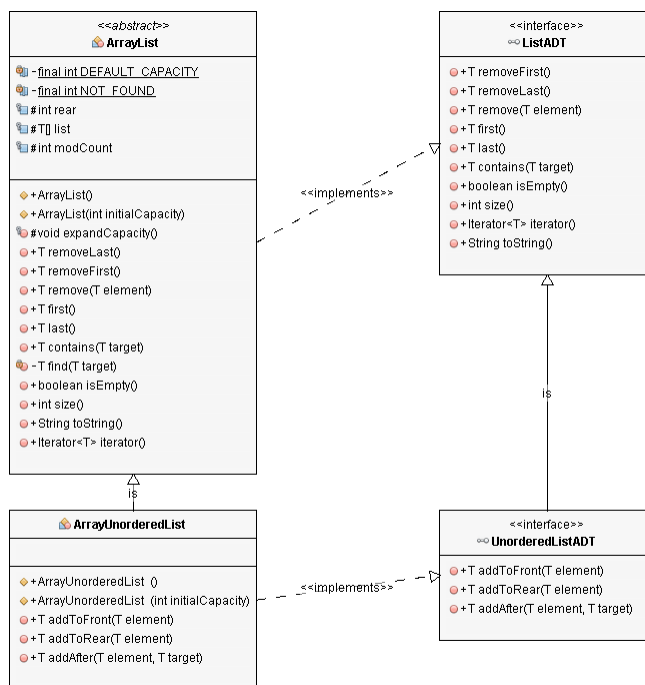 <<abstract>>
ArrayList
-final int DEFAULT_CAPACITY
-final int NOT_FOUND
#int rear
#T[] list
#int modCount
+ArrayList()
+ArrayList(int initialCapacity)
#void expandCapacity()
+T removeLast()
+T removeFirst()
+T remove(T element)
+T first()
+T last()
+T contains(T target)
-T find(T target)
+boolean isEmpty()
+int size()
+String toString()
+Iterator<T> iterator()
<<implements>>
<<interface>>
ListADT
+T removeFirst()
+T removeLast()
+T remove(T element)
+T first()
+T last()
+T contains(T target)
+boolean isEmpty()
+int size()
+Iterator<T> iterator()
+String toString()
is
is
ArrayUnorderedList
+ArrayUnorderedList ()
+ArrayUnorderedList (int initialCapacity)
+T addToFront(T element)
+T addToRear(T element)
+T addAfter(T element, T target)
<<implements>>
<<interface>>
UnorderedListADT
+T addToFront(T element)
+T addToRear(T element)
+T addAfter(T element, T target)